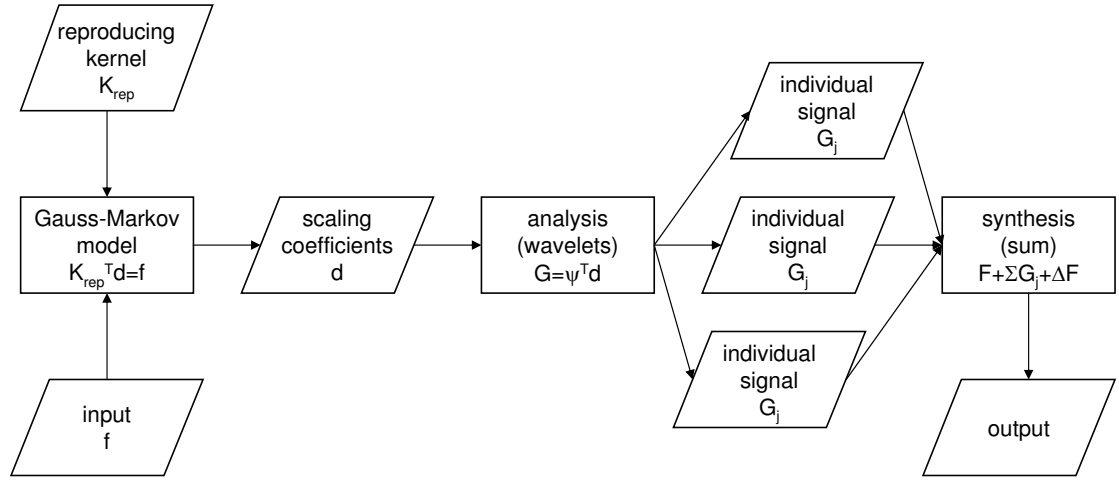 reproducing
kernel
K_rep
Gauss-Markov
model
K_rep^T d=f
input
f
scaling
coefficients
d
analysis
(wavelets)
G=ψ^T d
individual
signal
G_j
individual
signal
G_j
individual
signal
G_j
synthesis
(sum)
F+ΣG_j+ΔF
output